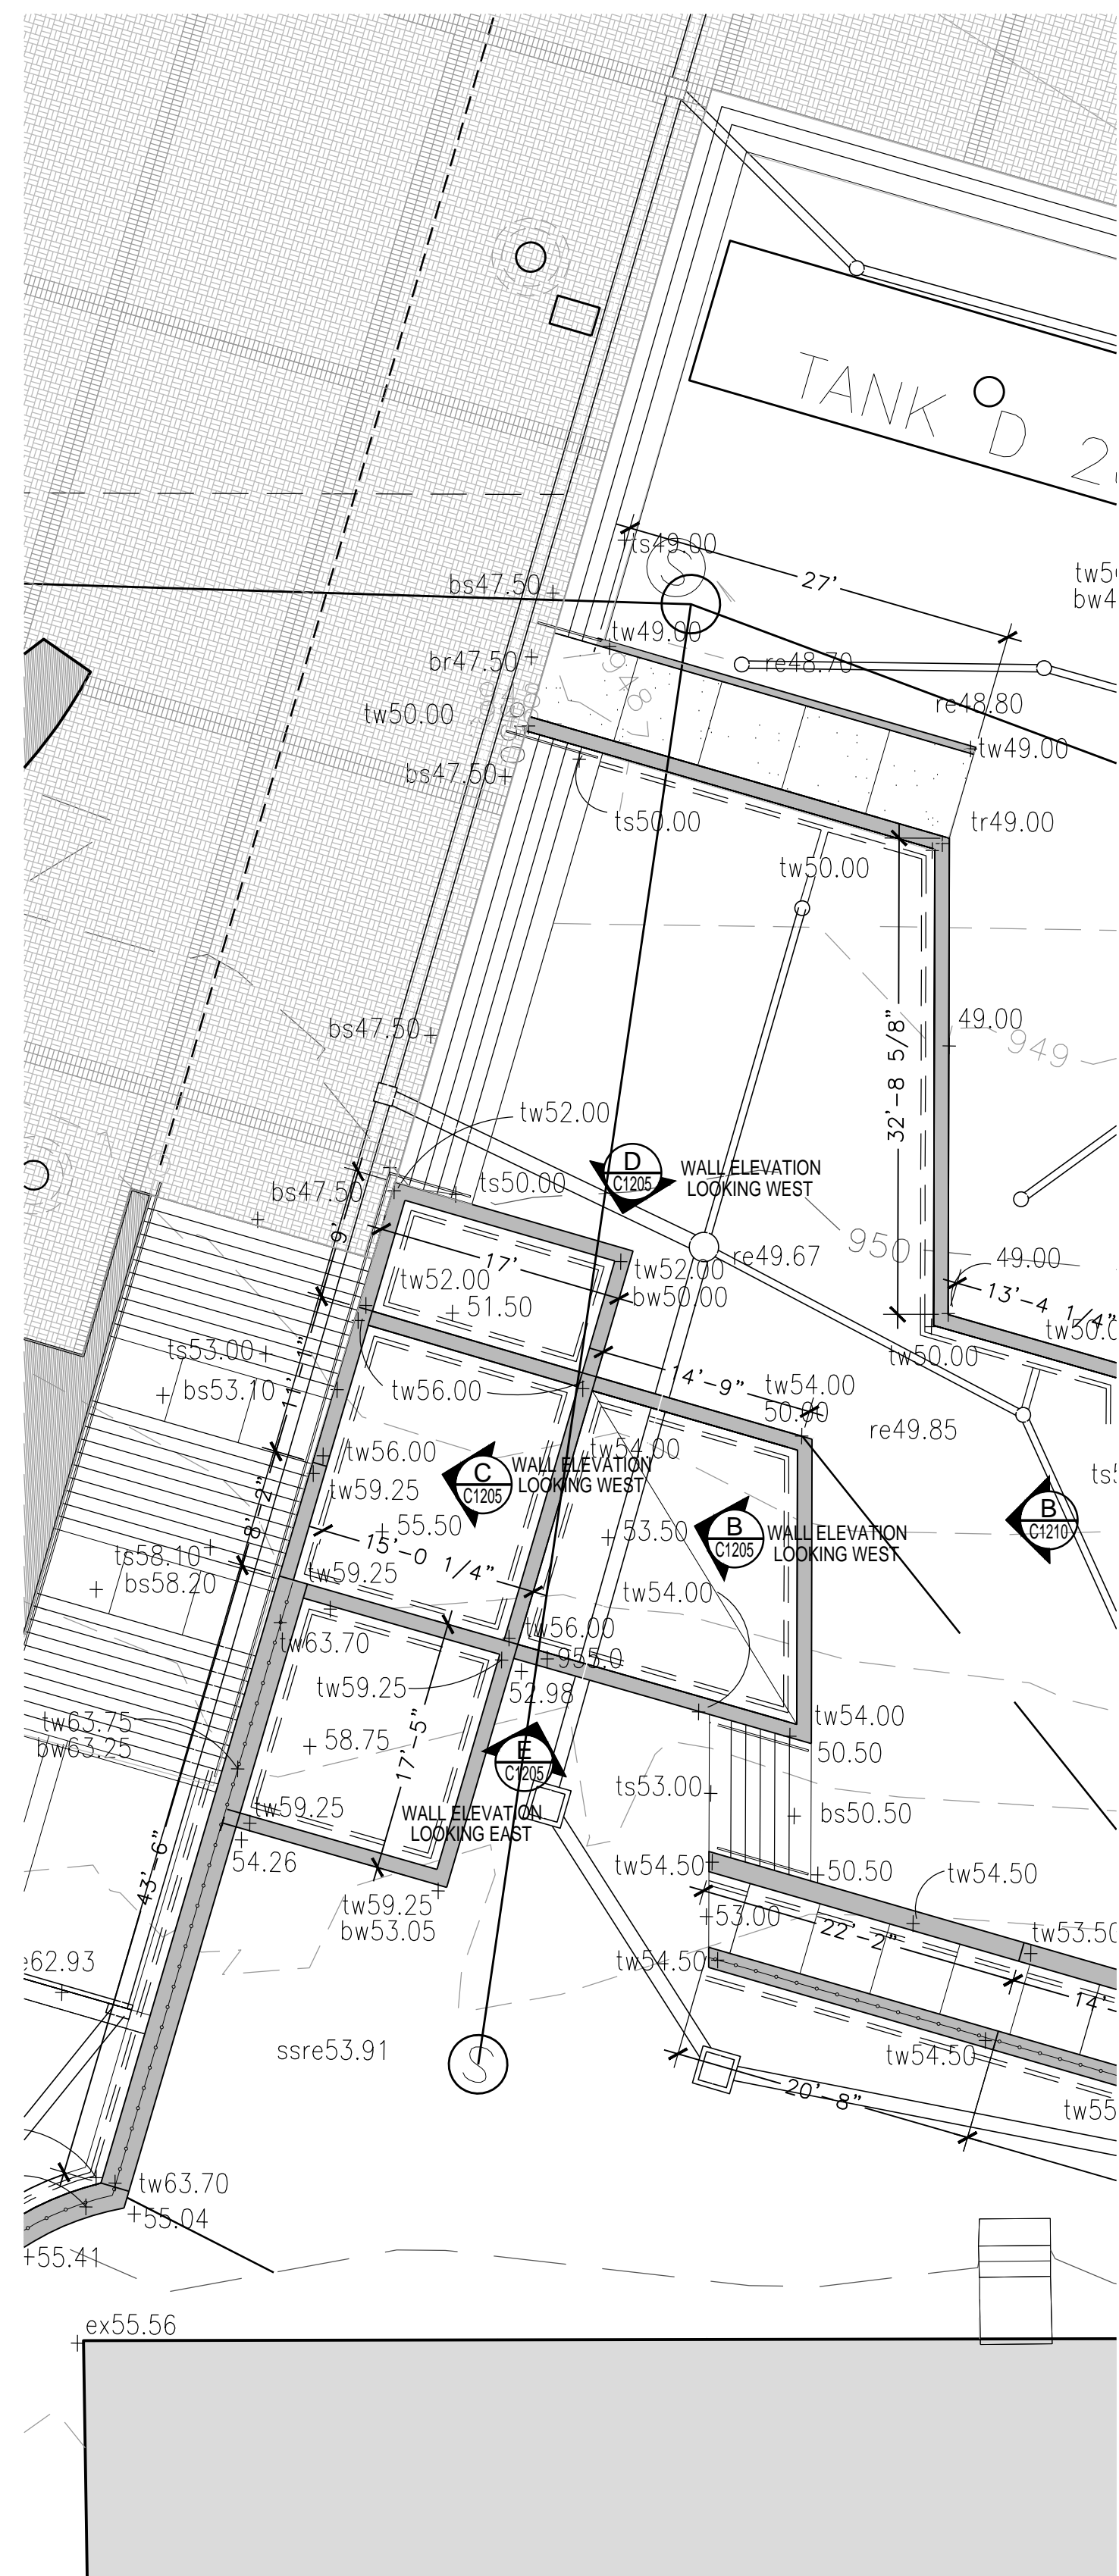 TANK D
ts49.00
S
bs47.50
27'
tw49.00
br47.50
948
re48.70
tw50.00
re48.80
tw49.00
bs47.50
ts50.00
tr49.00
tw50.00
49.00
949
bs47.50
32'-8 5/8"
tw52.00
D
C1205
WALL ELEVATION
LOOKING WEST
ts50.00
bs47.50
9'
17'
950
re49.67
49.00
tw52.00
tw52.00
bw50.00
51.50
13'-4 1/4"
ts53.00
bs53.10
11'-1"
tw50.00
tw56.00
14'-9"
tw54.00
50.00
re49.85
tw56.00
tw54.00
C
C1205
WALL ELEVATION
LOOKING WEST
tw59.25
8'-2"
55.50
53.50
B
C1205
WALL ELEVATION
LOOKING WEST
B
C1210
ts58.10
bs58.20
15'-0 1/4"
tw59.25
tw54.00
tw56.00
tw63.70
955.0
tw59.25
52.98
tw63.75
bw63.25
58.75
17'-5"
tw54.00
50.50
E
C1205
WALL ELEVATION
LOOKING EAST
ts53.00
bs50.50
tw59.25
54.26
43'-6"
tw54.50
50.50
tw54.50
tw59.25
bw53.05
53.00
22'-2"
tw53.50
tw54.50
14'
ssre53.91
S
tw54.50
20'-8"
tw63.70
55.04
55.41
ex55.56